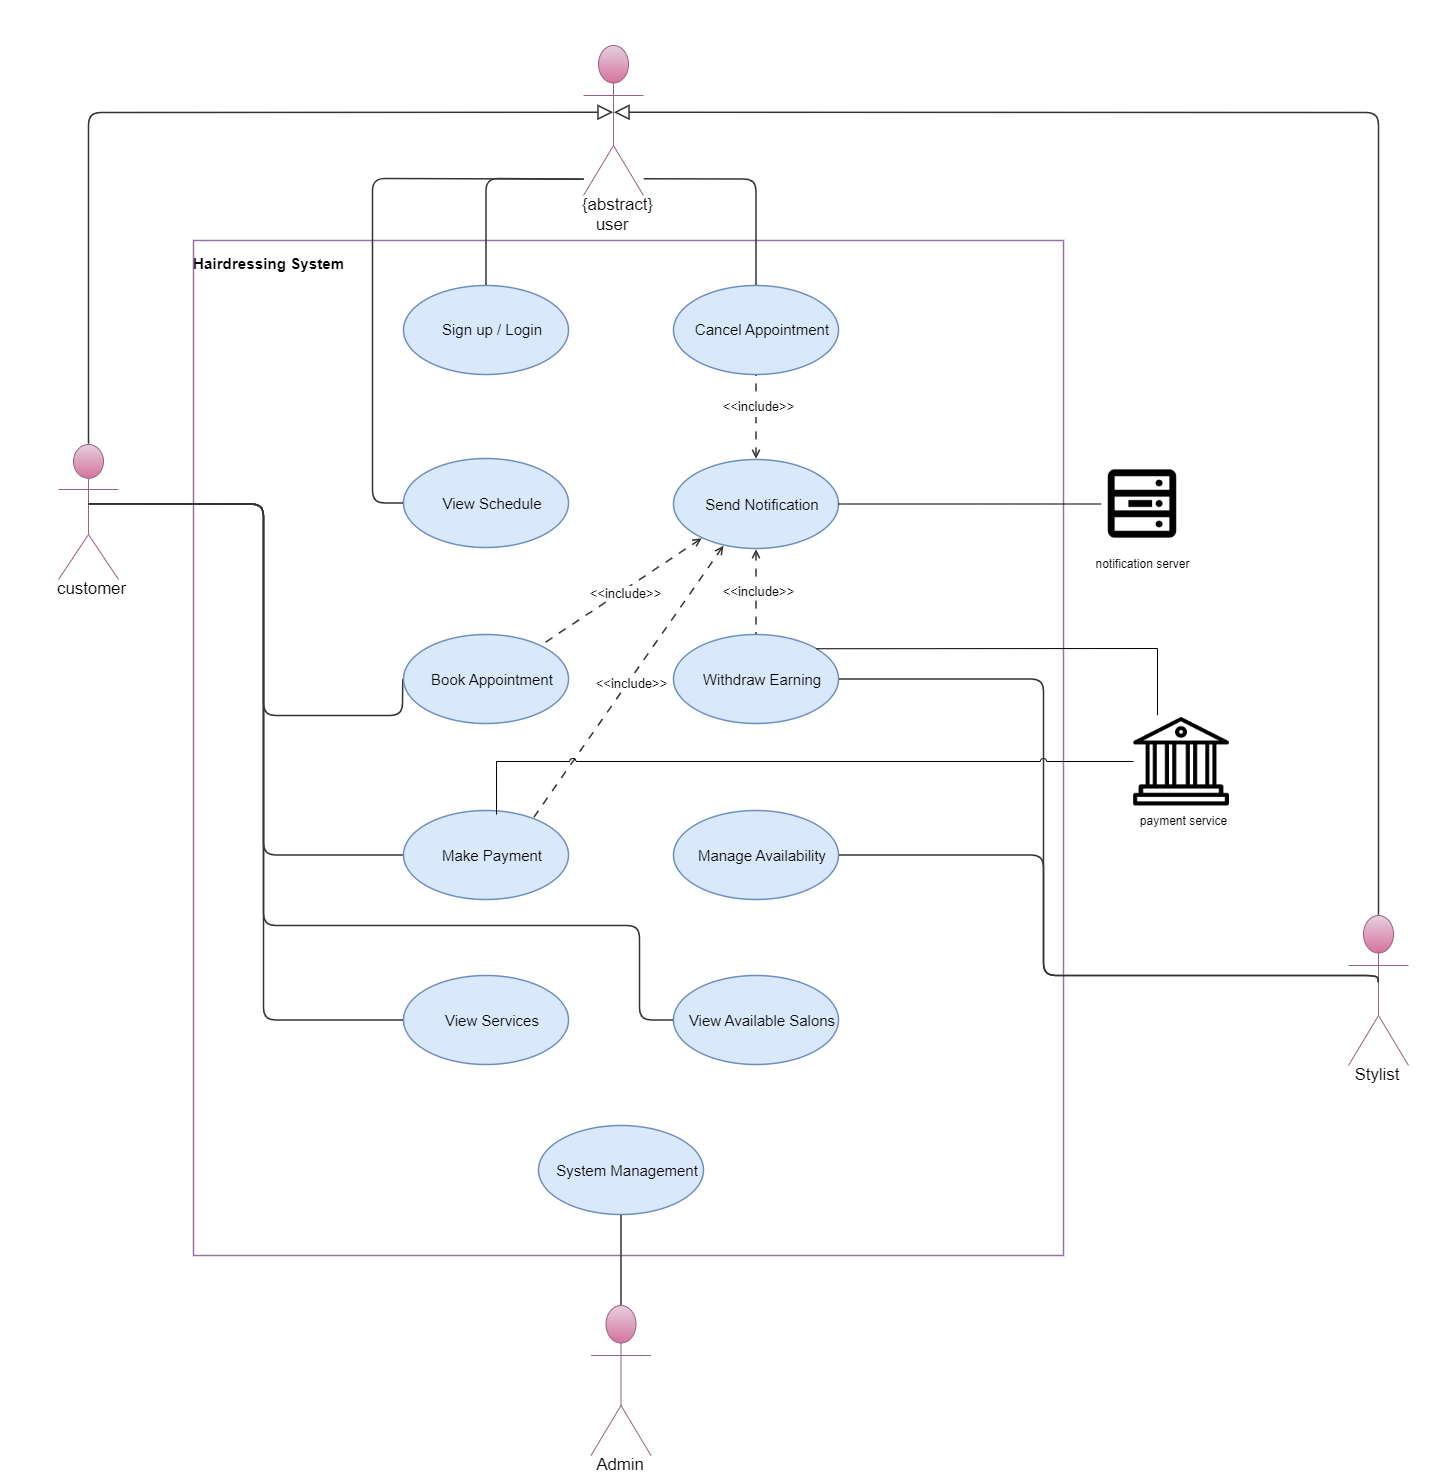 {abstract}
user
Hairdressing System
Sign up / Login
Cancel Appointment
<<include>>
View Schedule
Send Notification
notification server
customer
<<include>>
<<include>>
Book Appointment
Withdraw Earning
<<include>>
payment service
Make Payment
Manage Availability
View Services
View Available Salons
Stylist
System Management
Admin